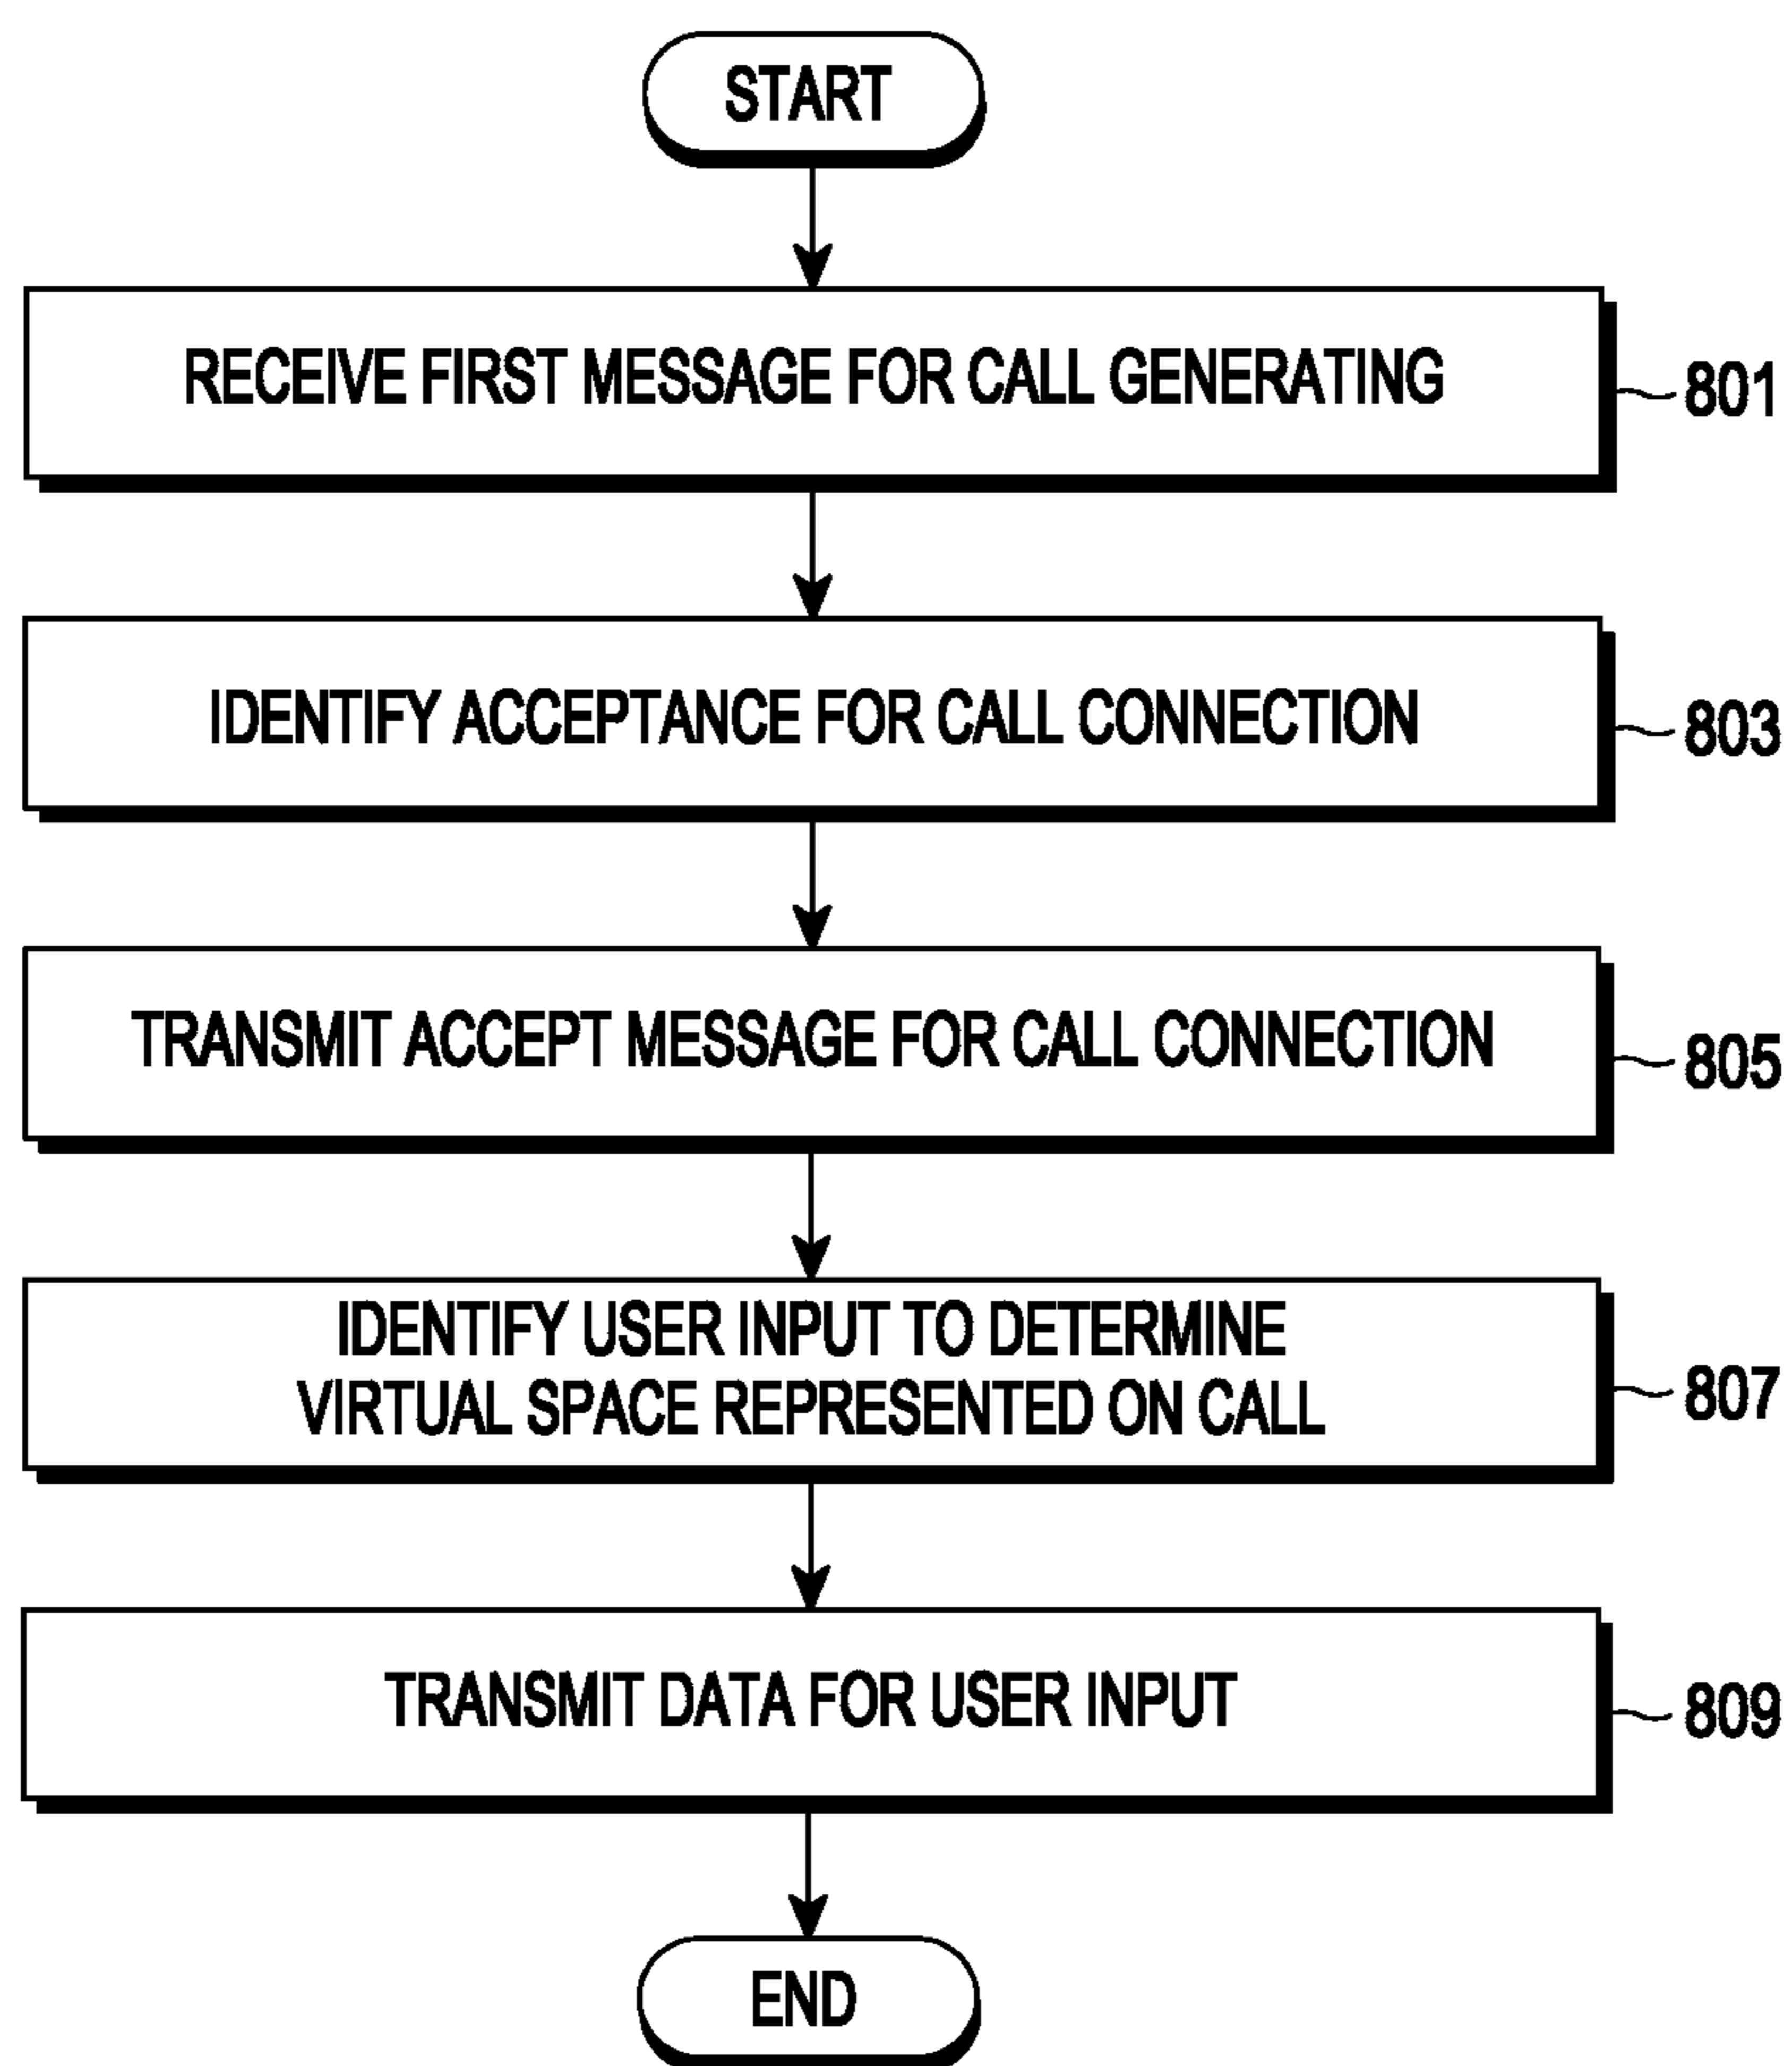 START
RECEIVE FIRST MESSAGE FOR CALL GENERATING
801
IDENTIFY ACCEPTANCE FOR CALL CONNECTION
803
TRANSMIT ACCEPT MESSAGE FOR CALL CONNECTION
805
IDENTIFY USER INPUT TO DETERMINE
VIRTUAL SPACE REPRESENTED ON CALL
807
TRANSMIT DATA FOR USER INPUT
809
END